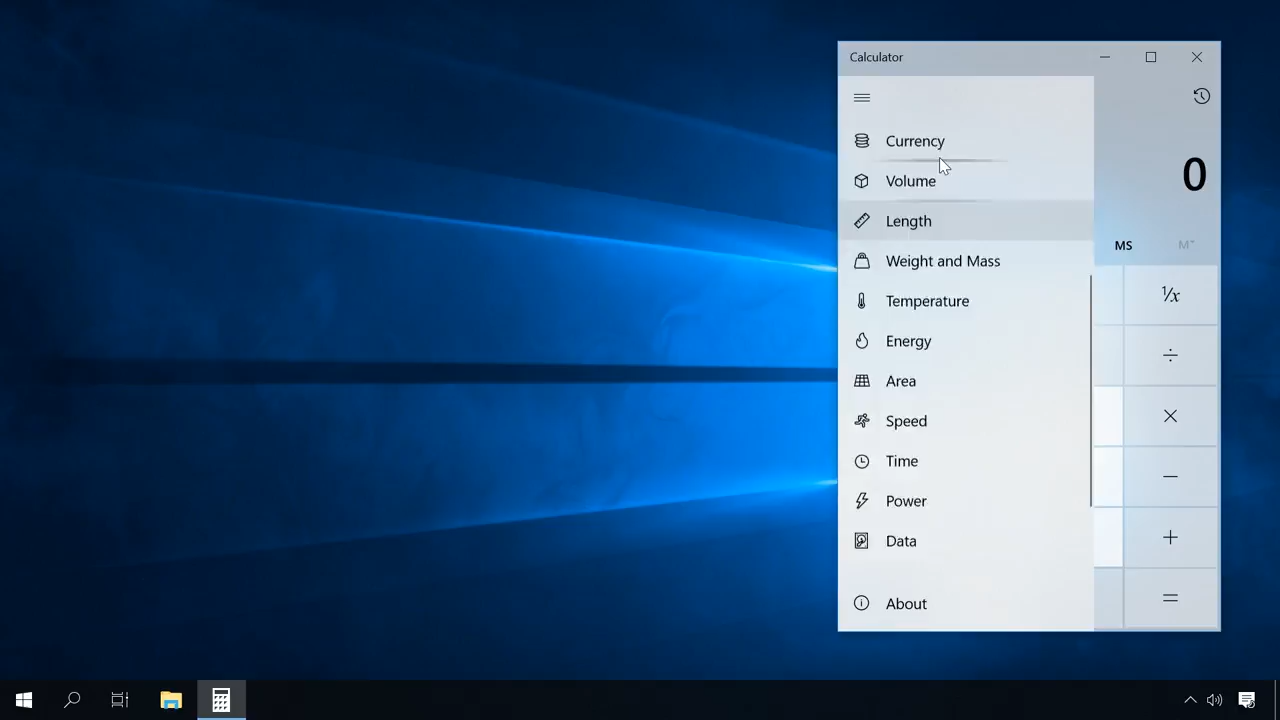 Calculator
Currency
0
Volume
Length
MS
M˅
Weight and Mass
¹/x
Temperature
Energy
÷
Area
×
Speed
Time
−
Power
+
Data
=
About